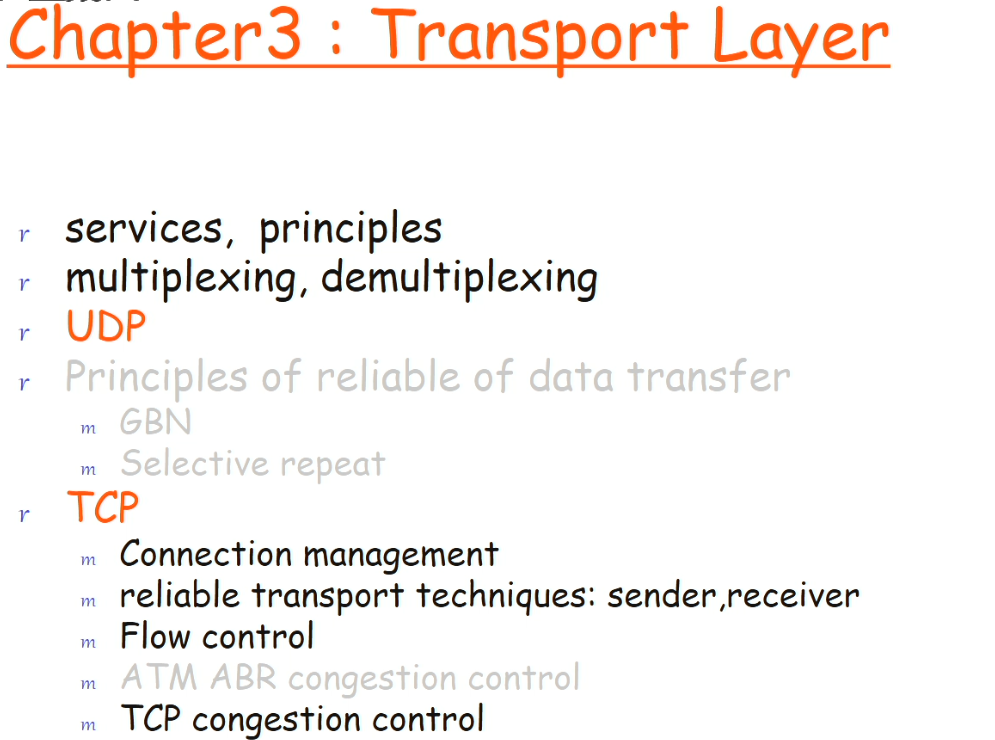 Chapter3 : Transport Layer
r services, principles
r multiplexing, demultiplexing
r UDP
r Principles of reliable of data transfer
m GBN
m Selective repeat
r TCP
m Connection management
m reliable transport techniques: sender,receiver
m Flow control
m ATM ABR congestion control
m TCP congestion control